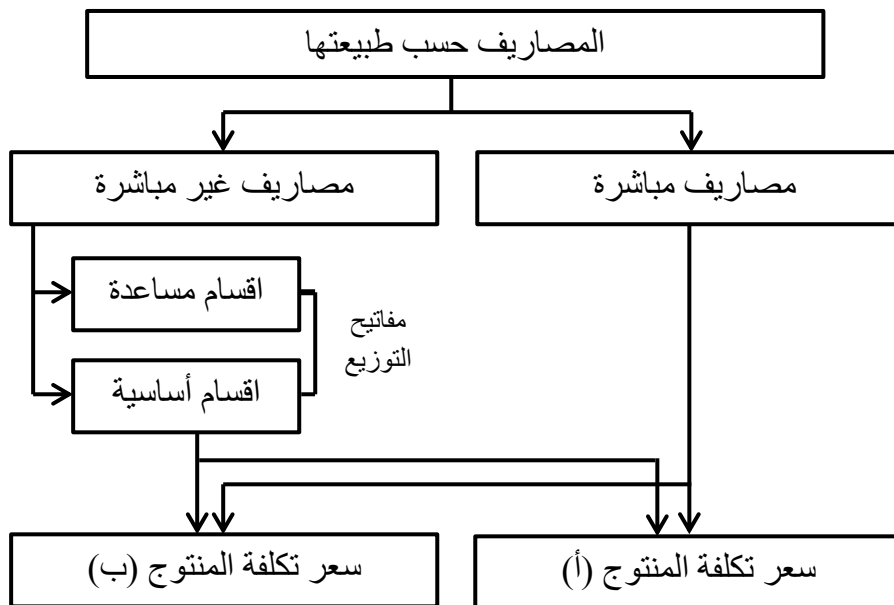 المصاريف حسب طبيعتها
مصاريف مباشرة
مصاريف غير مباشرة
اقسام مساعدة
مفاتيح
التوزيع
اقسام أساسية
سعر تكلفة المنتوج (أ)
سعر تكلفة المنتوج (ب)